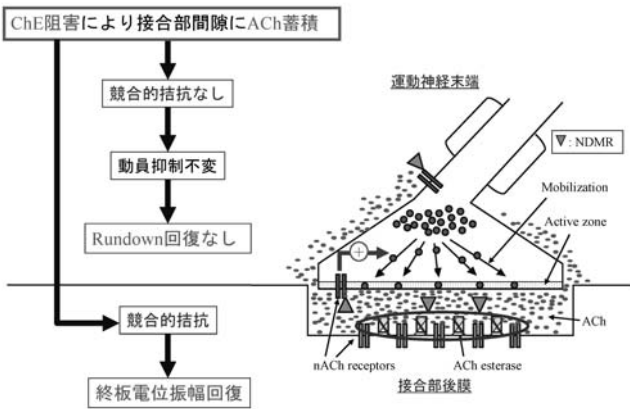 ChE阻害により接合部間隙にACh蓄積
競合的拮抗なし
動員抑制不変
Rundown回復なし
競合的拮抗
終板電位振幅回復
運動神経末端
▼: NDMR
Mobilization
Active zone
+
ACh
nACh receptors
ACh esterase
接合部後膜